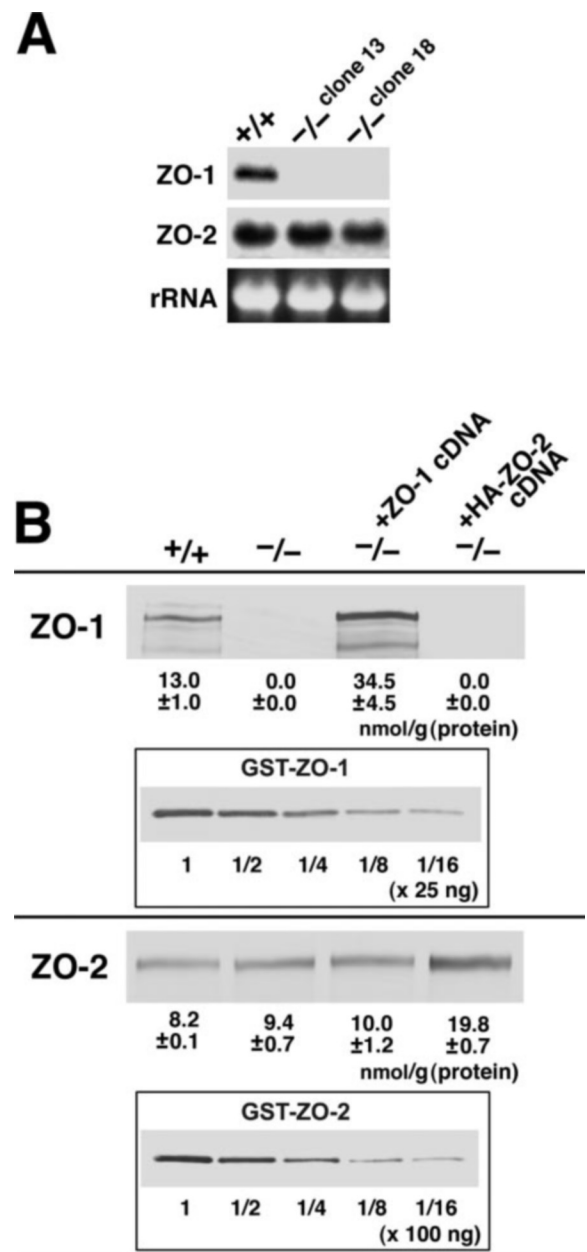 A
+/+ −/− clone 13 −/− clone 18
ZO-1
ZO-2
rRNA
B
+ZO-1 cDNA +HA-ZO-2
cDNA
+/+ −/− −/− −/−
ZO-1
13.0 0.0 34.5 0.0
±1.0 ±0.0 ±4.5 ±0.0
nmol/g (protein)
GST-ZO-1
1 1/2 1/4 1/8 1/16
(x 25 ng)
ZO-2
8.2 9.4 10.0 19.8
±0.1 ±0.7 ±1.2 ±0.7
nmol/g (protein)
GST-ZO-2
1 1/2 1/4 1/8 1/16
(x 100 ng)